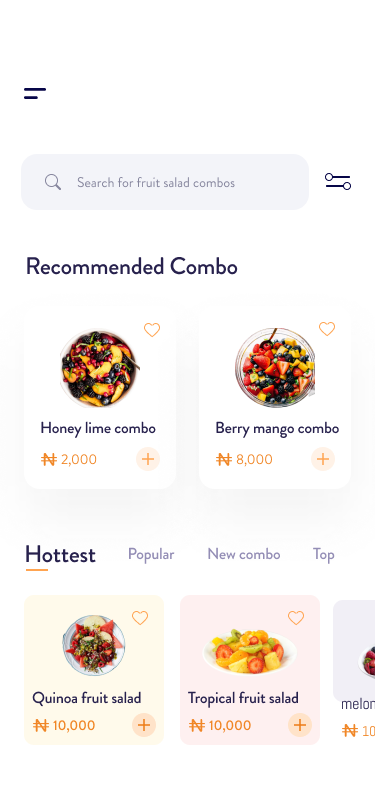 Search for fruit salad combos
Recommended Combo
Honey lime combo
Berry mango combo
₦ 2,000
₦ 8,000
Hottest Popular New combo Top
Quinoa fruit salad
Tropical fruit salad
melon
₦ 10,000
₦ 10,000
₦ 10